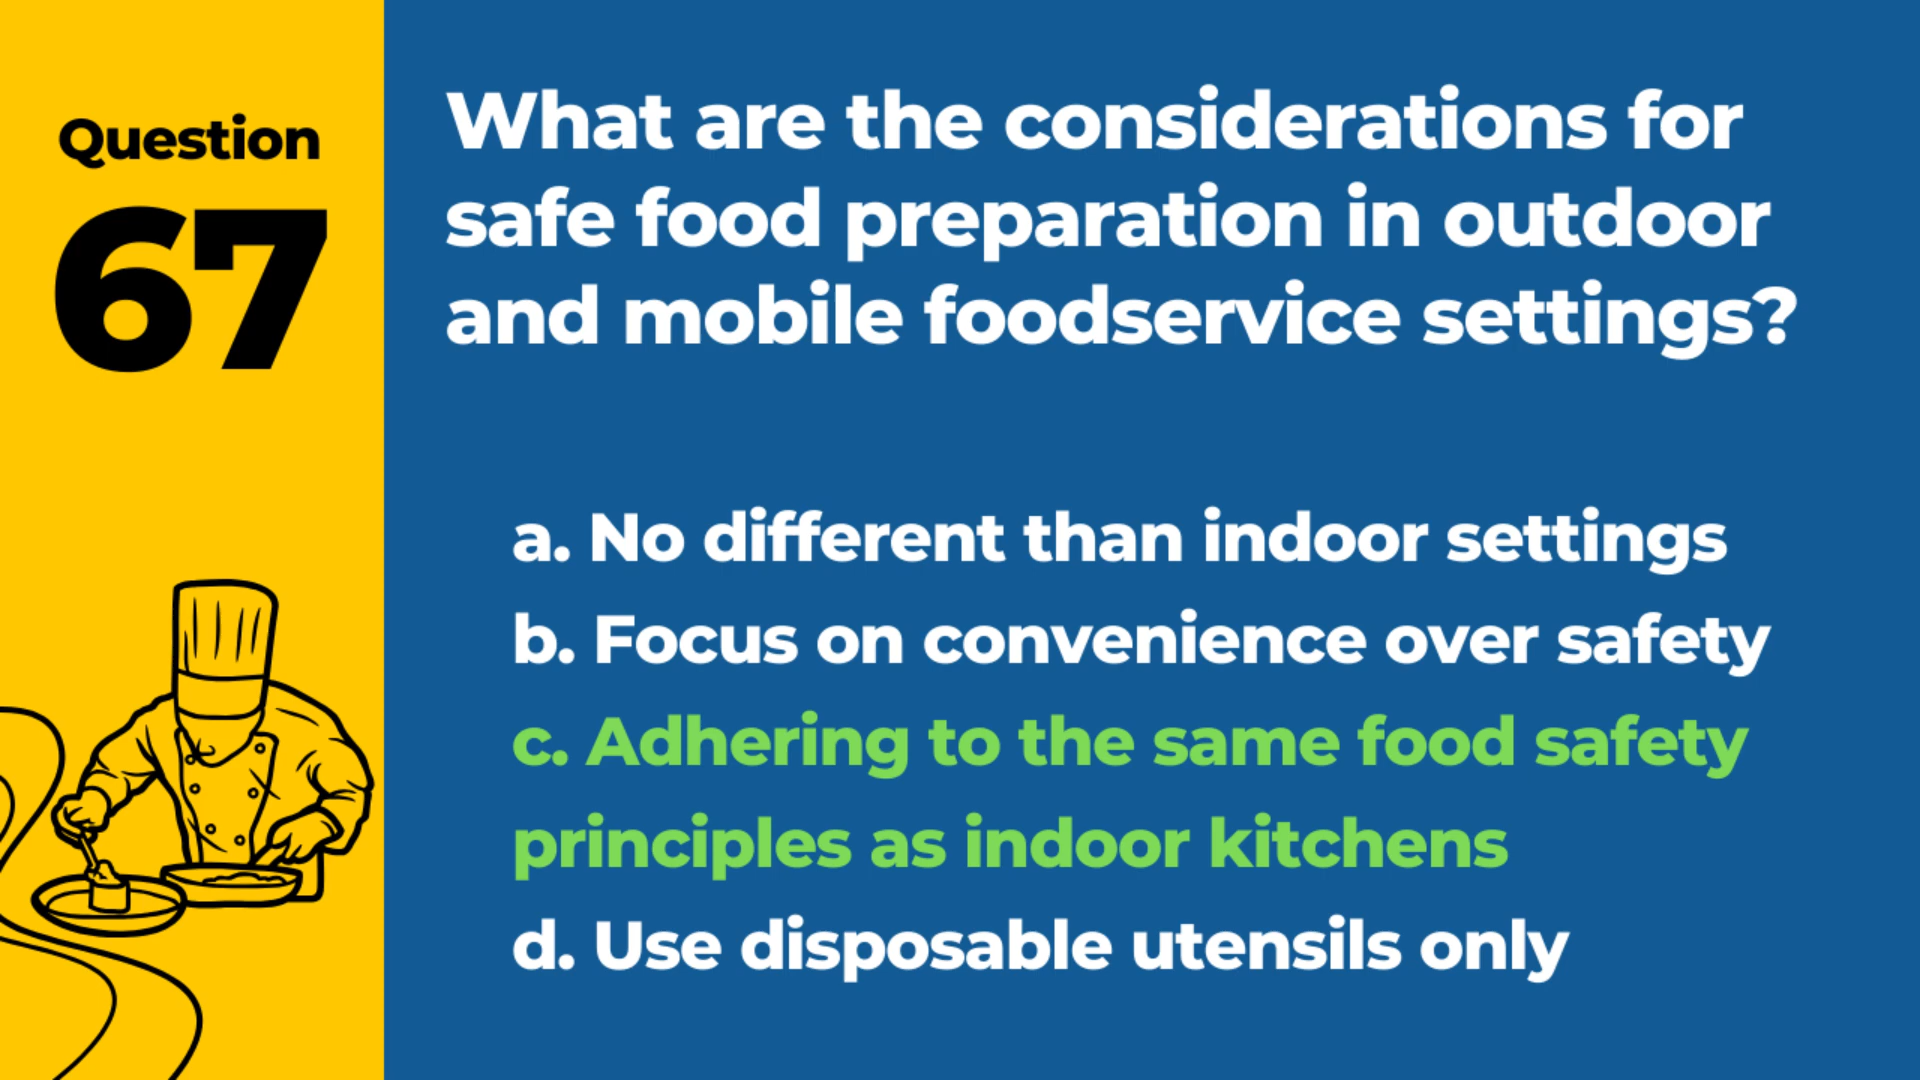 Question
67
What are the considerations for
safe food preparation in outdoor
and mobile foodservice settings?
a. No different than indoor settings
b. Focus on convenience over safety
c. Adhering to the same food safety
principles as indoor kitchens
d. Use disposable utensils only